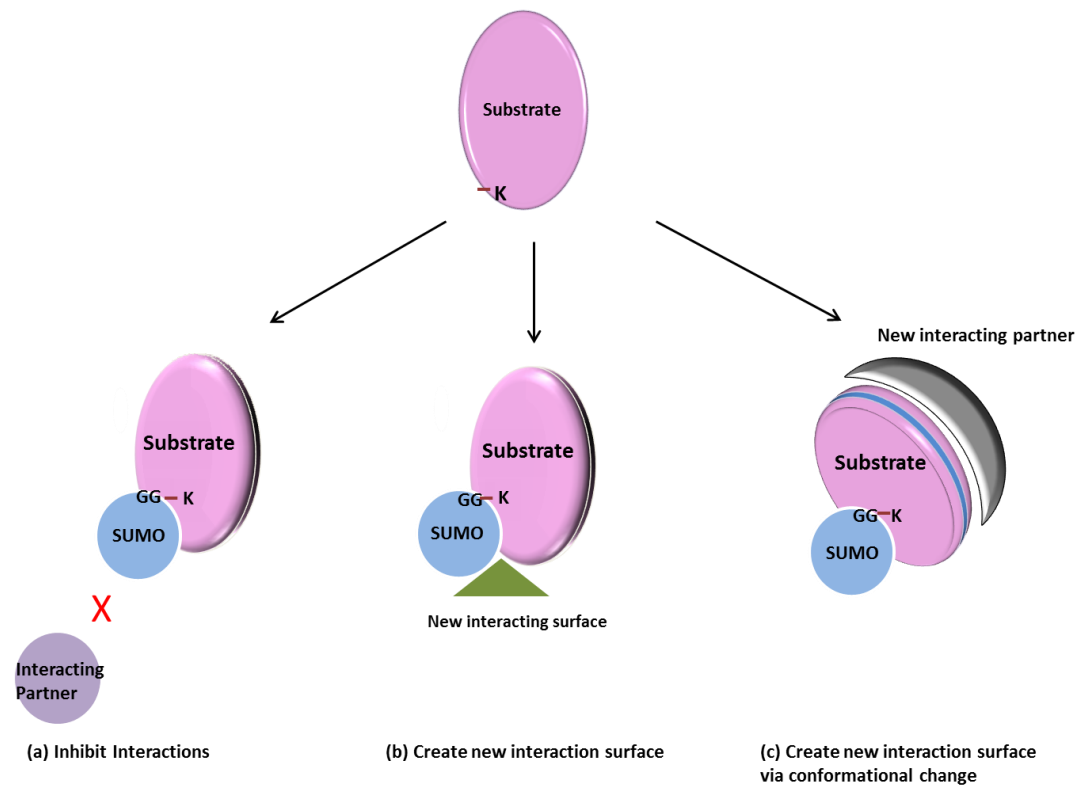 Substrate
K
New interacting partner
Substrate
GG K
SUMO
X
Interacting
Partner
(a) Inhibit Interactions
Substrate
GG K
SUMO
New interacting surface
(b) Create new interaction surface
Substrate
GG K
SUMO
(c) Create new interaction surface
via conformational change